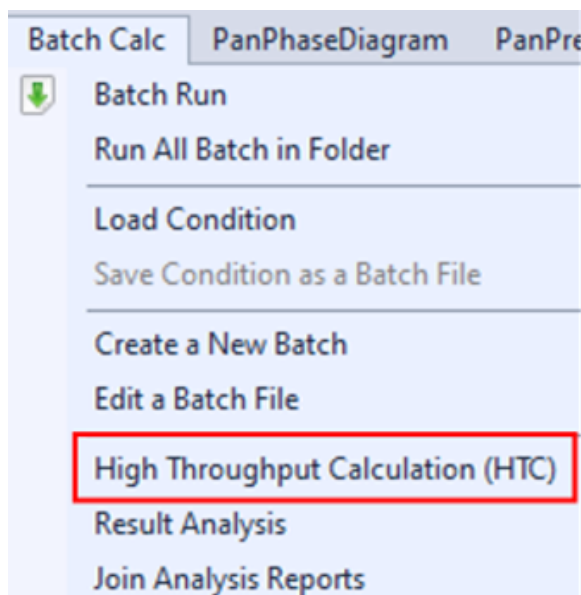 Batch Calc PanPhaseDiagram PanPre
Batch Run
Run All Batch in Folder
Load Condition
Save Condition as a Batch File
Create a New Batch
Edit a Batch File
High Throughput Calculation (HTC)
Result Analysis
Join Analysis Reports